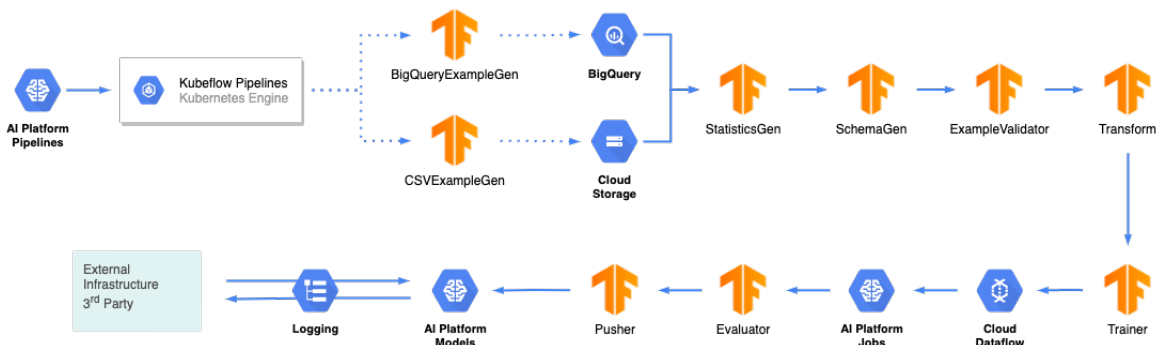 BigQueryExampleGen
BigQuery
Kubeflow Pipelines
Kubernetes Engine
AI Platform
Pipelines
StatisticsGen
SchemaGen
ExampleValidator
Transform
CSVExampleGen
Cloud
Storage
External
Infrastructure
3rd Party
Logging
AI Platform
Models
Pusher
Evaluator
AI Platform
Jobs
Cloud
Dataflow
Trainer